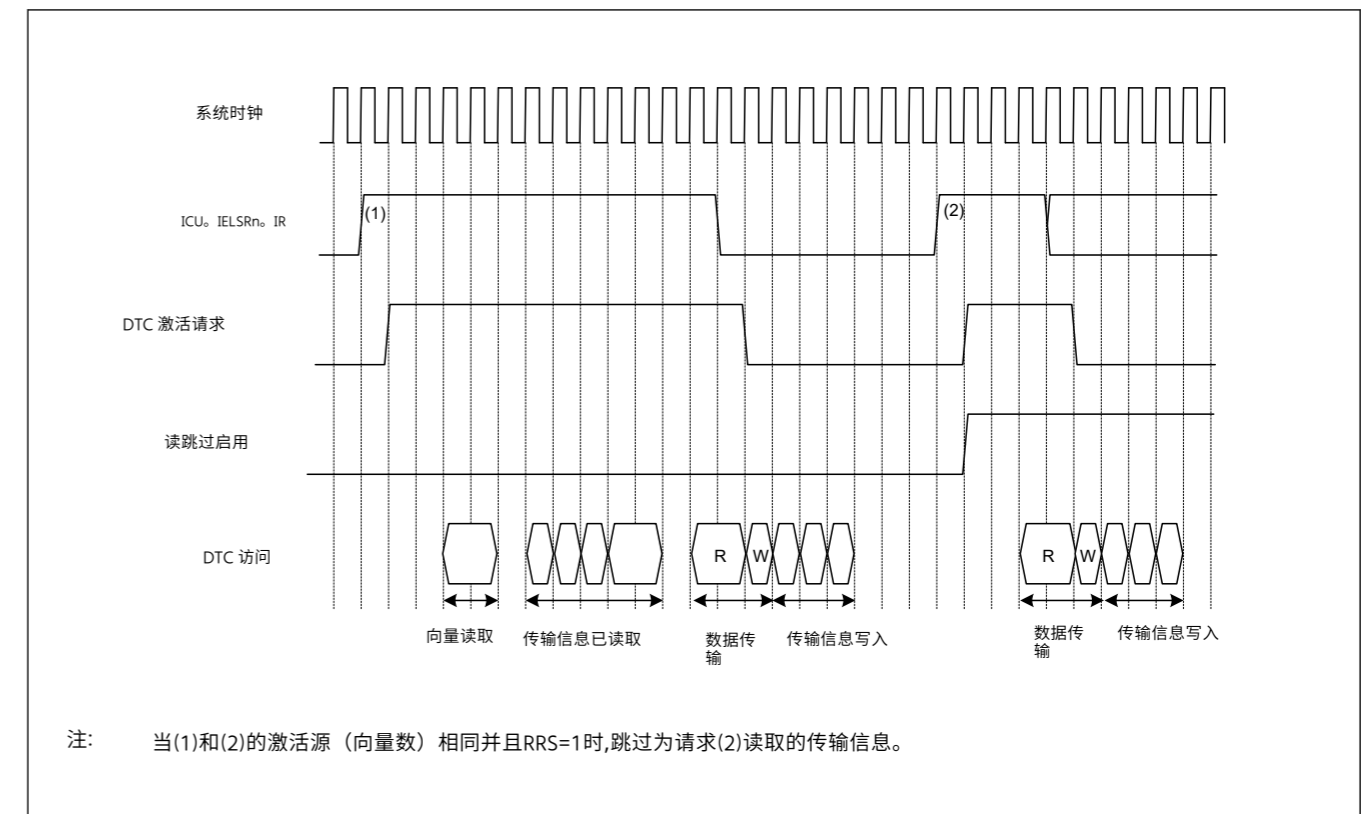 系统时钟
ICU。IELSRn。IR
(1)
(2)
DTC 激活请求
读跳过启用
DTC 访问
R
W
R
W
向量读取
传输信息已读取
数据传
输
传输信息写入
数据传
输
传输信息写入
注:
当(1)和(2)的激活源（向量数）相同并且RRS=1时,跳过为请求(2)读取的传输信息。